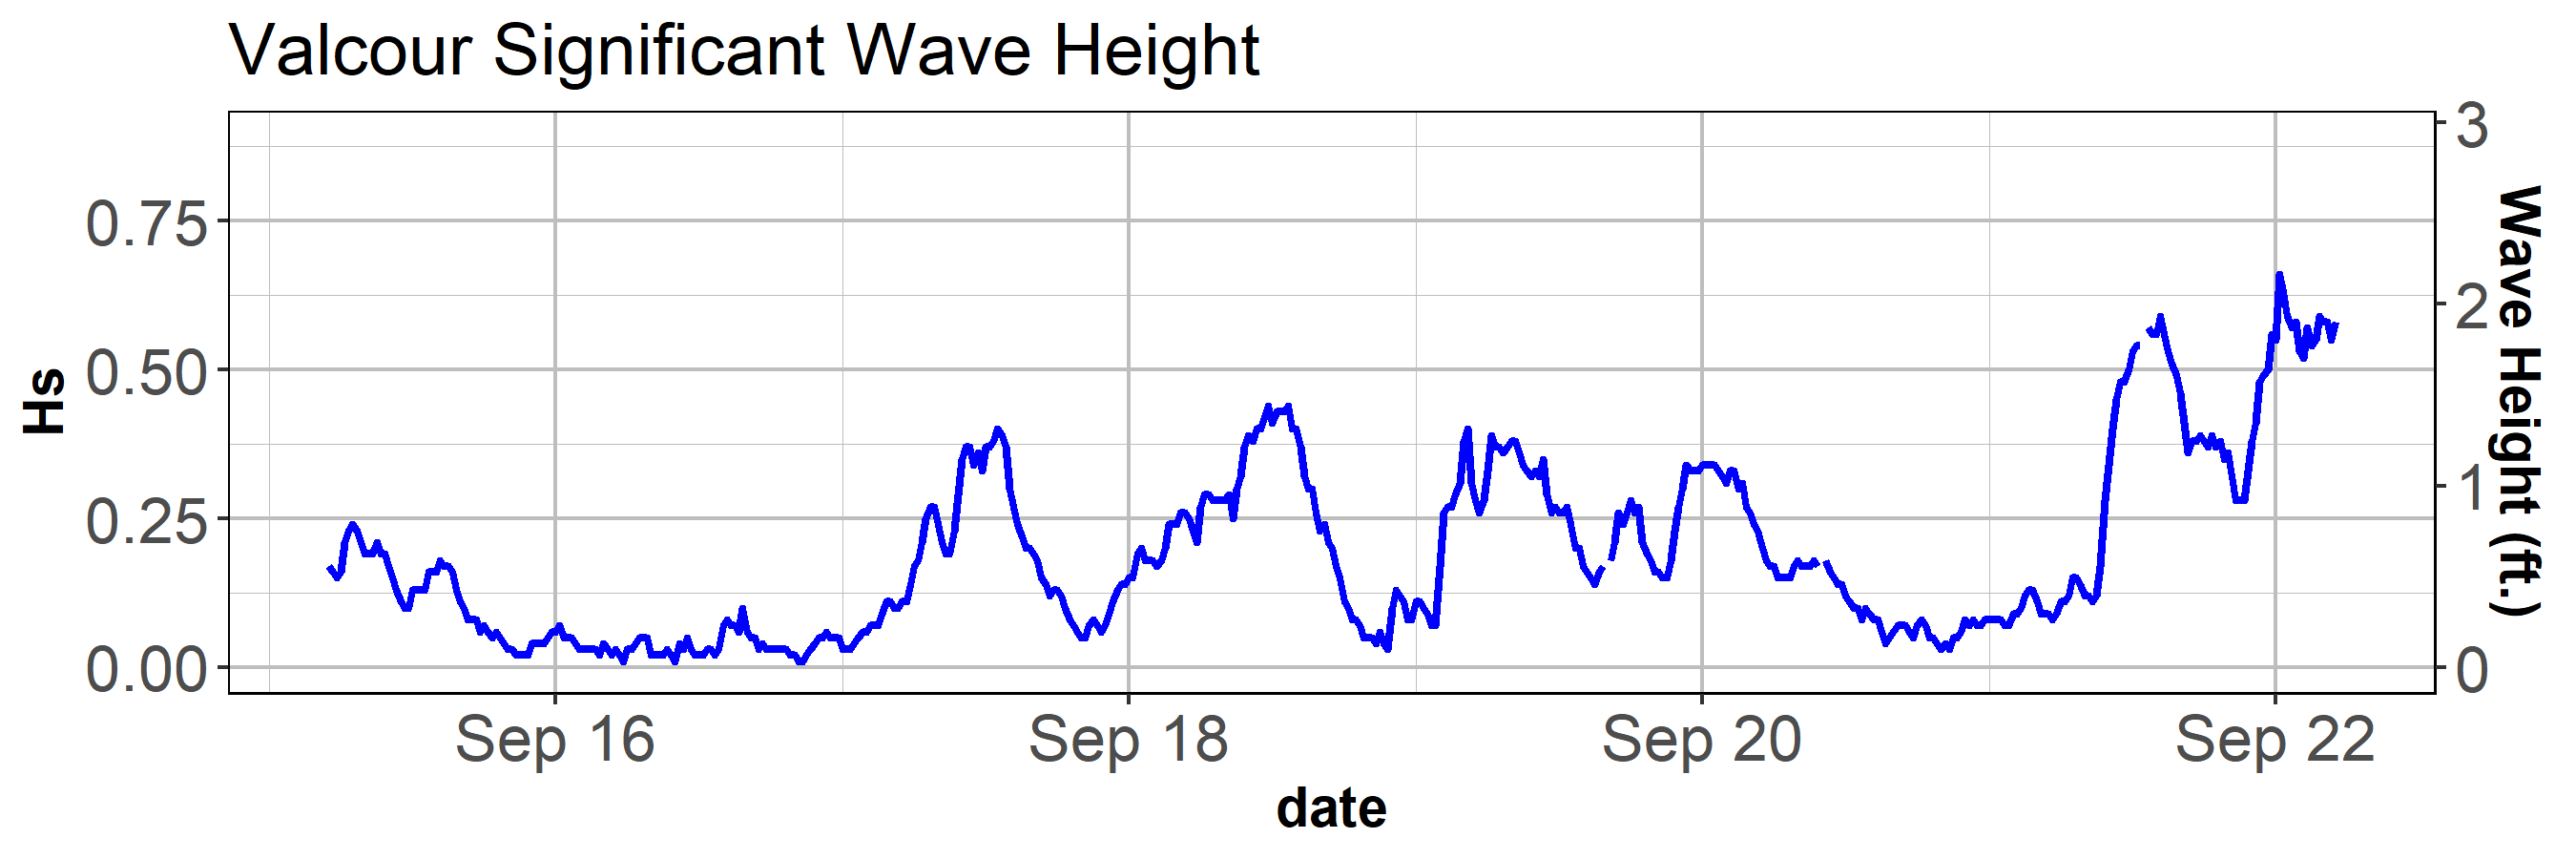 Valcour Significant Wave Height
Hs
0.75
0.50
0.25
0.00
3
2
1
0
Wave Height (ft.)
Sep 16 Sep 18 Sep 20 Sep 22
date